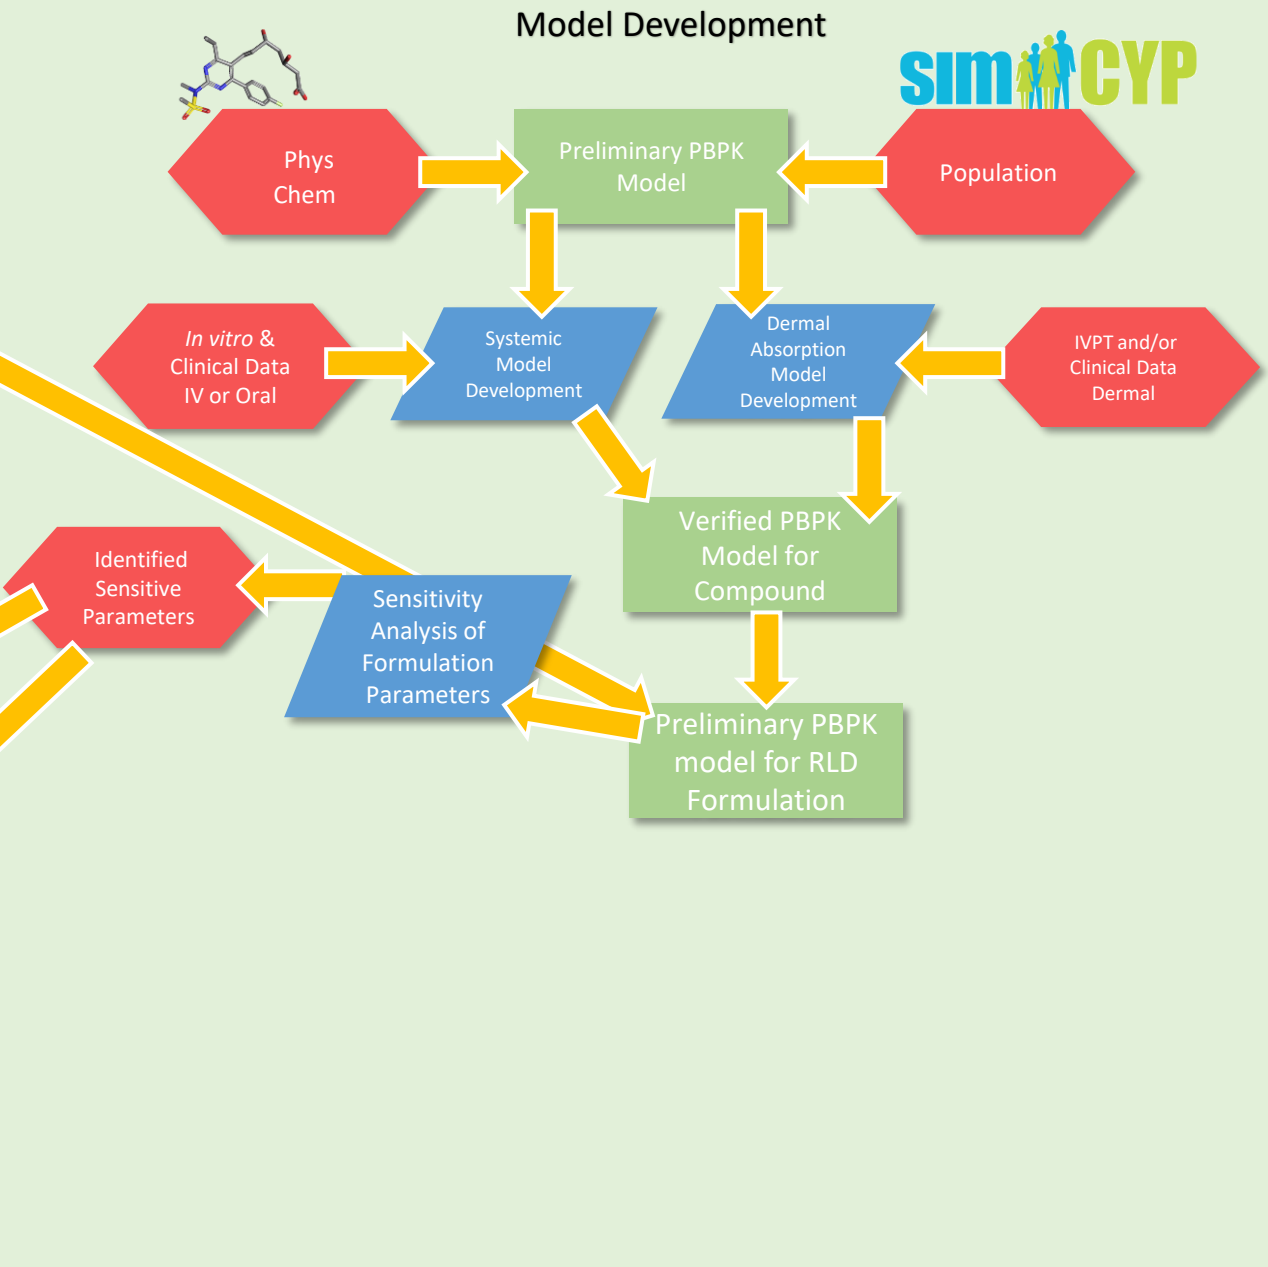 Model Development
simCYP
Phys
Chem
Preliminary PBPK
Model
Population
In vitro &
Clinical Data
IV or Oral
Systemic
Model
Development
Dermal
Absorption
Model
Development
IVPT and/or
Clinical Data
Dermal
Verified PBPK
Model for
Compound
Identified
Sensitive
Parameters
Sensitivity
Analysis of
Formulation
Parameters
Preliminary PBPK
model for RLD
Formulation